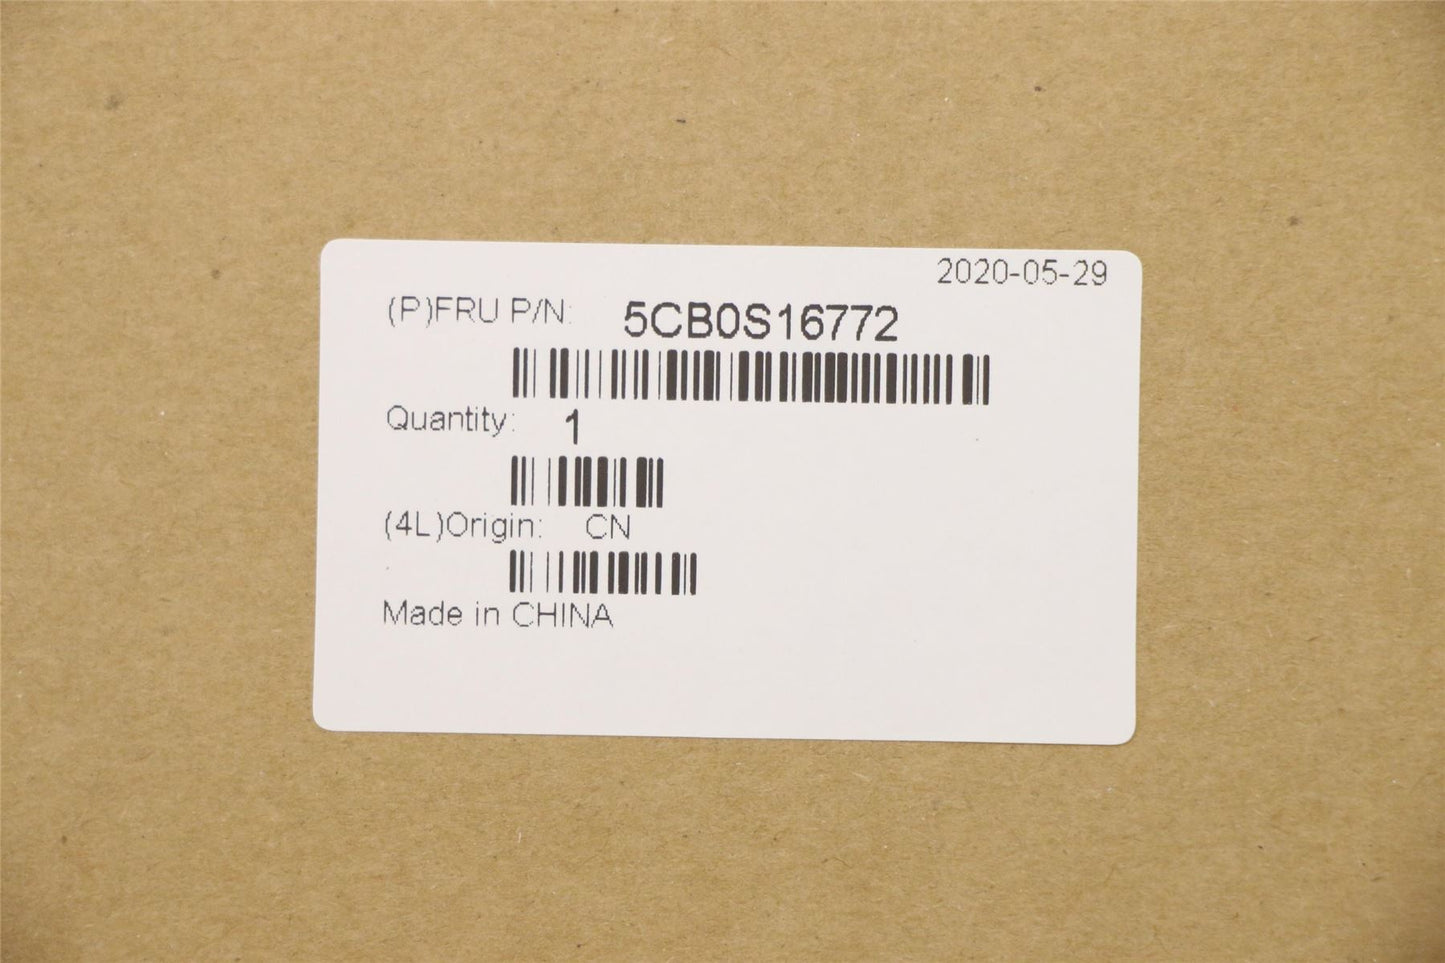 2020-05-29
(P)FRU P/N: 5CB0S16772
Quantity: 1
(4L)Origin: CN
Made in CHINA